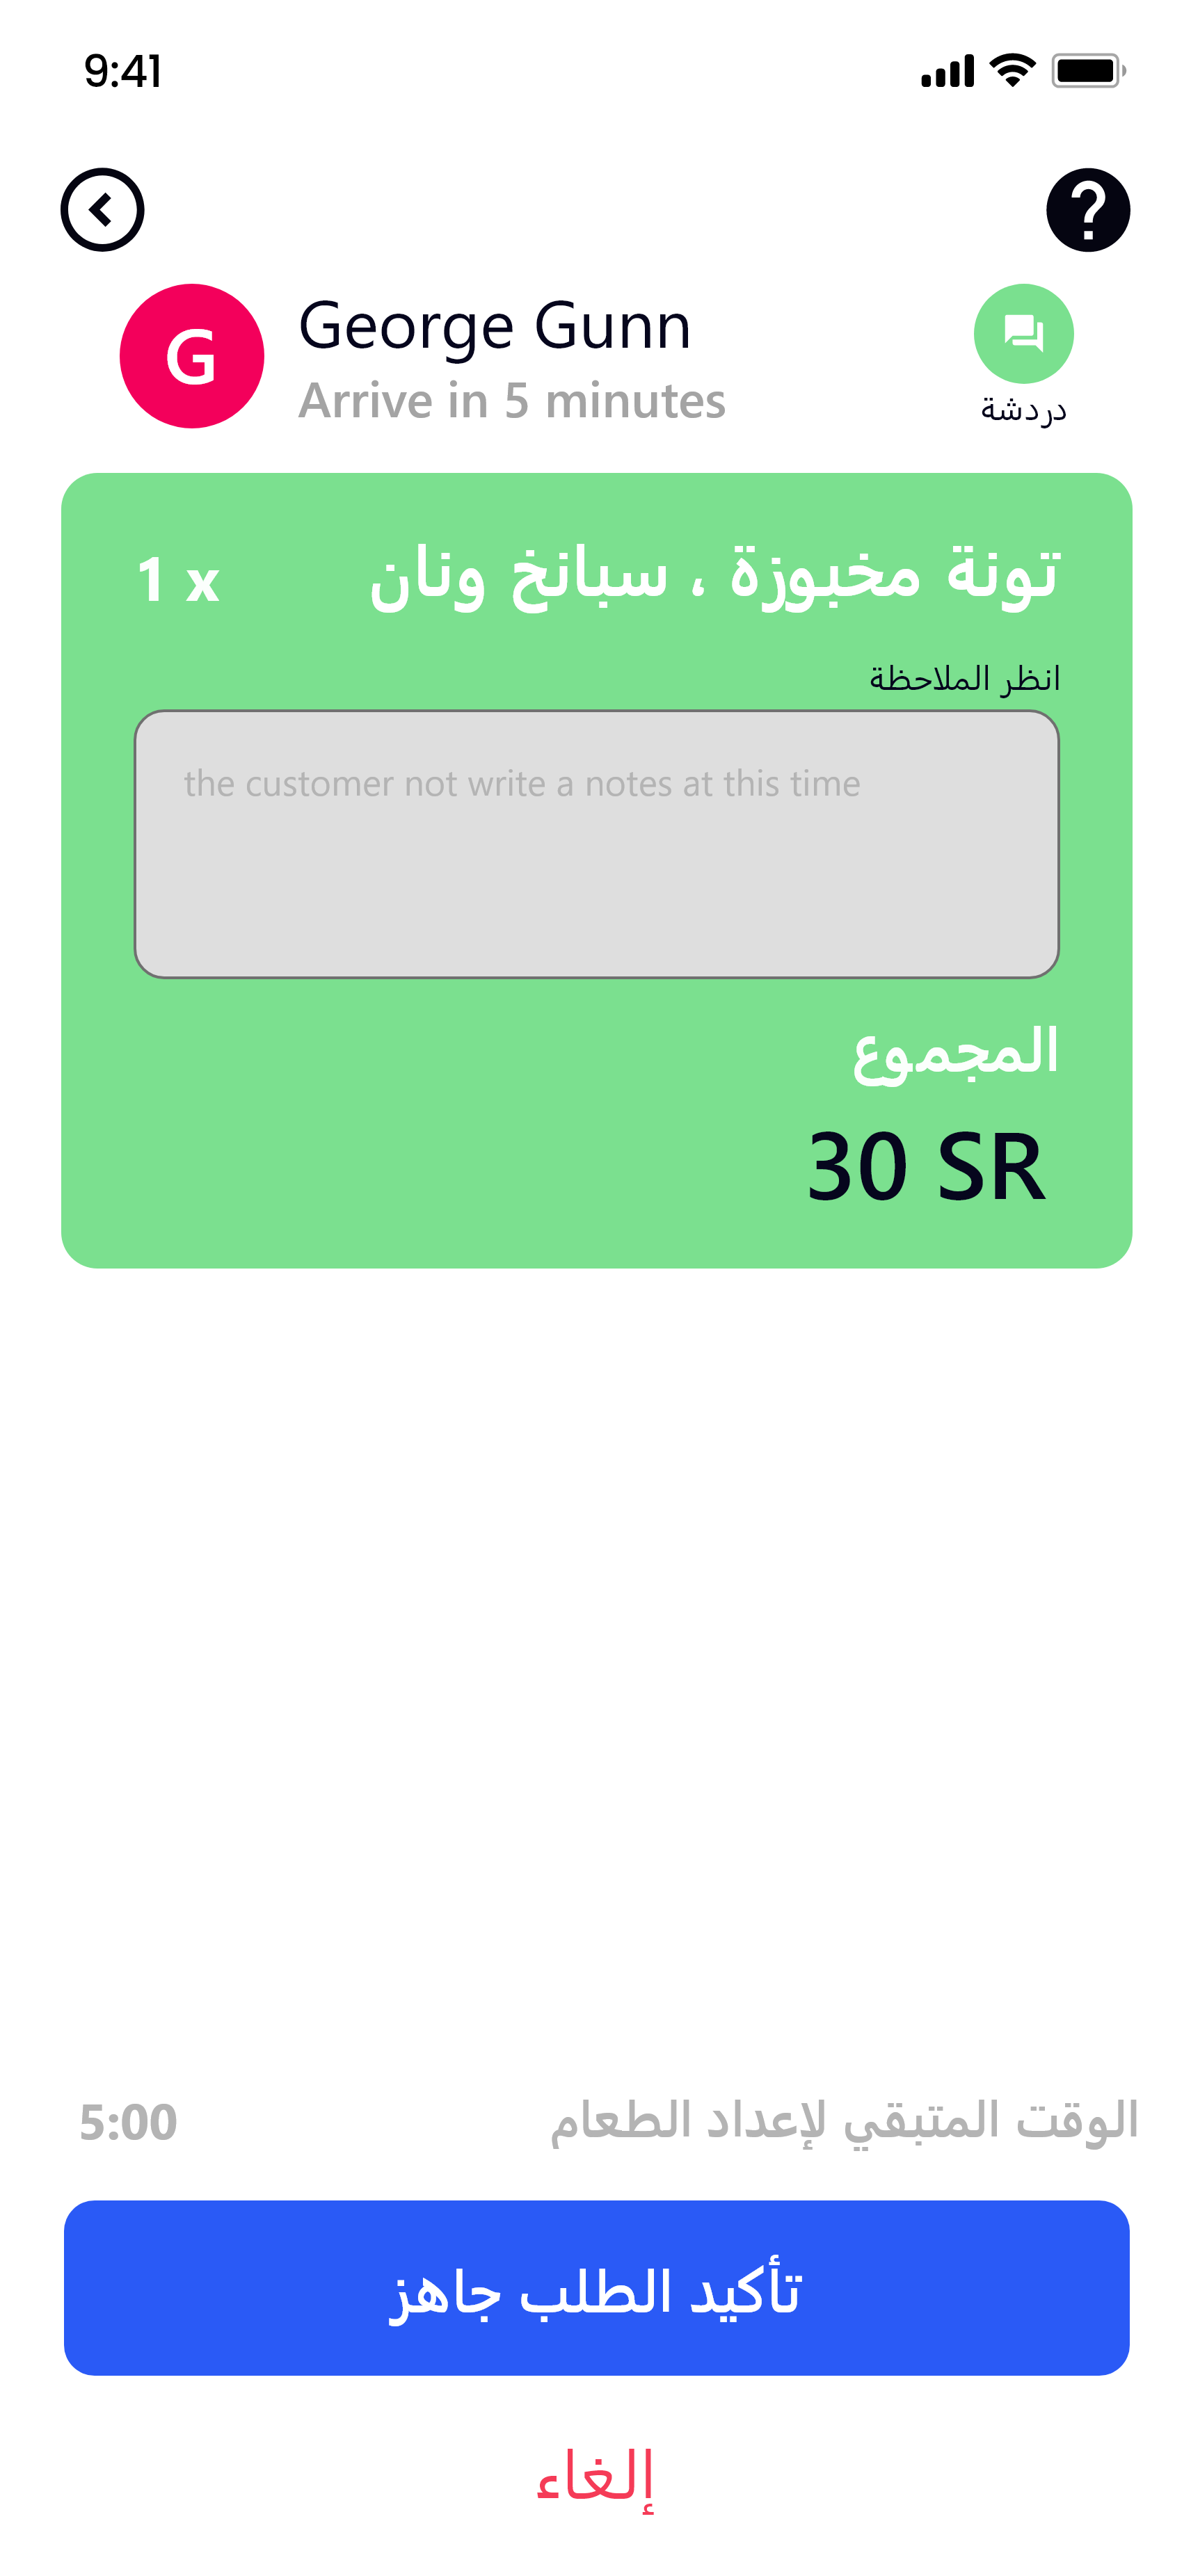 9:41
G
George Gunn
Arrive in 5 minutes
دردشة
تونة مخبوزة ، سبانخ ونان
1 x
انظر الملاحظة
the customer not write a notes at this time
المجموع
30 SR
الوقت المتبقي لإعداد الطعام
5:00
تأكيد الطلب جاهز
إلغاء